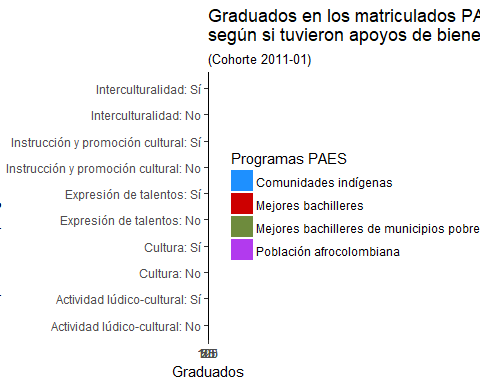 Graduados en los matriculados PA
según si tuvieron apoyos de biene
(Cohorte 2011-01)
Interculturalidad: Sí
Interculturalidad: No
Instrucción y promoción cultural: Sí
Instrucción y promoción cultural: No
Expresión de talentos: Sí
Expresión de talentos: No
Cultura: Sí
Cultura: No
Actividad lúdico-cultural: Sí
Actividad lúdico-cultural: No
Programas PAES
Comunidades indígenas
Mejores bachilleres
Mejores bachilleres de municipios pobre
Población afrocolombiana
Graduados